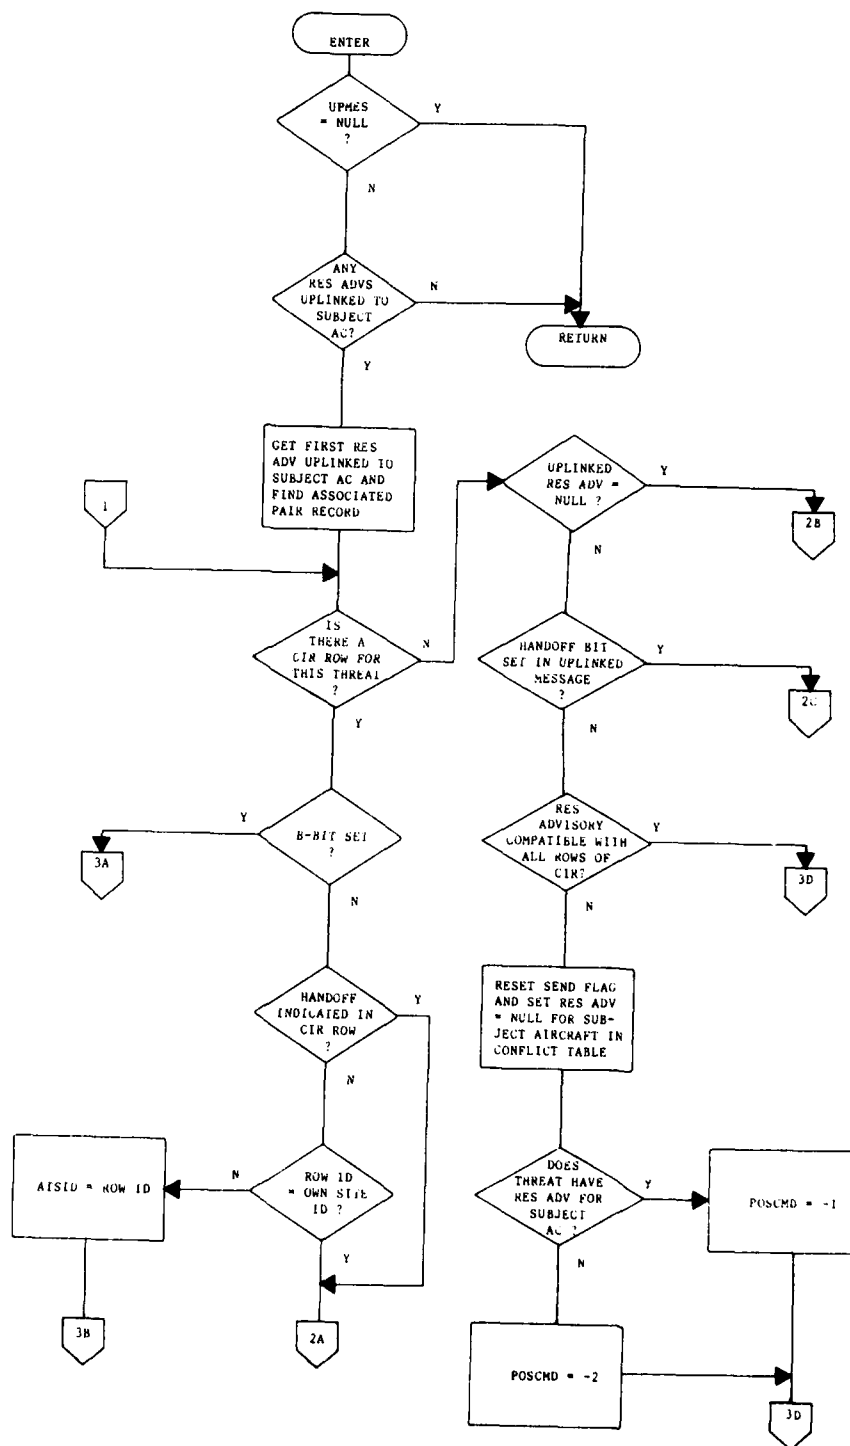 ENTER
UPMES
= NULL
?
Y
N
ANY
RES ADVS
UPLINKED TO
SUBJECT
AC?
N
Y
RETURN
GET FIRST RES
ADV UPLINKED TO
SUBJECT AC AND
FIND ASSOCIATED
PAIR RECORD
1
IS
THERE A
CIR ROW FOR
THIS THREAT
?
N
Y
B-BIT SET
?
Y
N
3A
HANDOFF
INDICATED IN
CIR ROW
?
Y
N
ROW ID
= OWN SITE
ID ?
N
Y
ATSID = ROW ID
3B
2A
UPLINKED
RES ADV =
NULL ?
Y
N
2B
HANDOFF BIT
SET IN UPLINKED
MESSAGE
?
Y
N
2C
RES
ADVISORY
COMPATIBLE WITH
ALL ROWS OF
CIR?
Y
N
3D
RESET SEND FLAG
AND SET RES ADV
= NULL FOR SUB-
JECT AIRCRAFT IN
CONFLICT TABLE
DOES
THREAT HAVE
RES ADV FOR
SUBJECT
AC ?
Y
N
POSCMD = -1
POSCMD = -2
3D